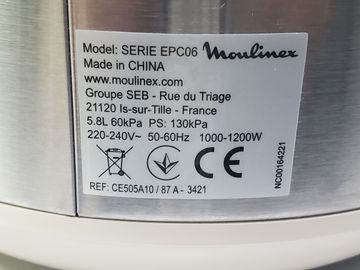 Model: SERIE EPC06 Moulinex
Made in CHINA
www.moulinex.com
Groupe SEB - Rue du Triage
21120 Is-sur-Tille - France
5.8L 60kPa PS: 130kPa
220-240V~ 50-60Hz 1000-1200W
CE
REF: CE505A10 / 87 A - 3421
NC00164221